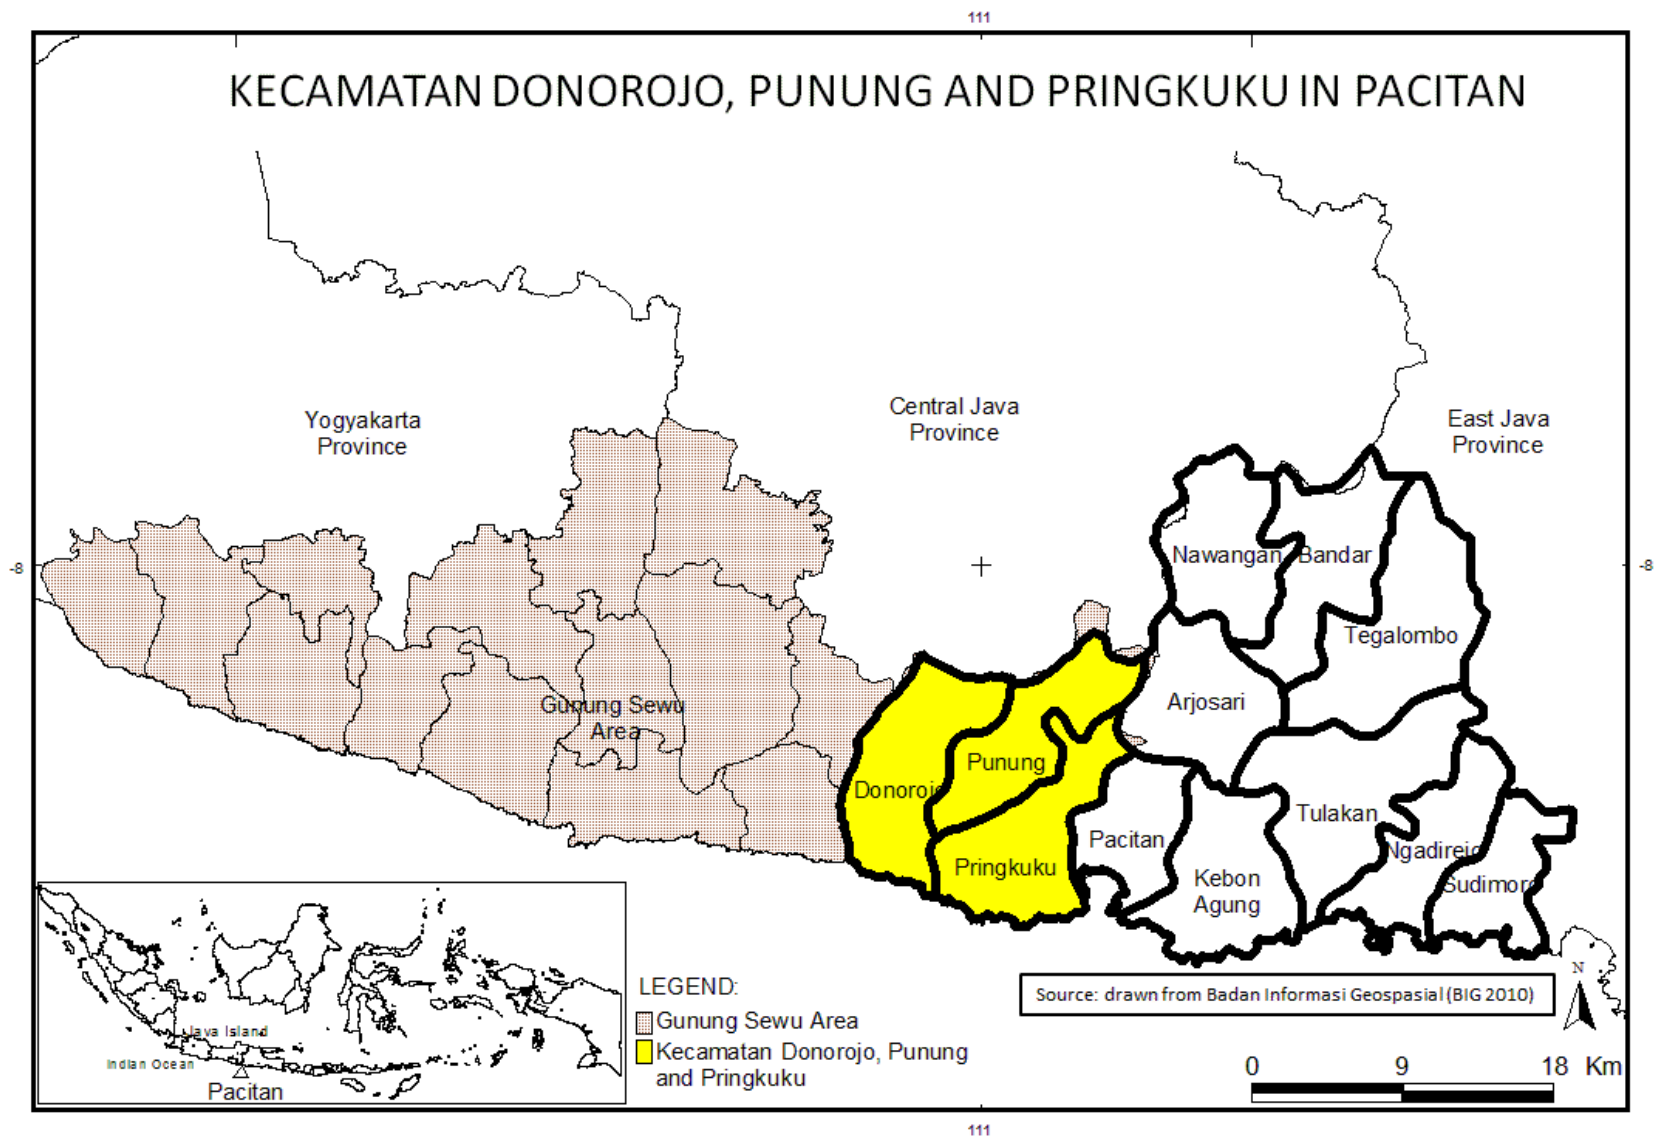 111
KECAMATAN DONOROJO, PUNUNG AND PRINGKUKU IN PACITAN
Yogyakarta
Province
Central Java
Province
East Java
Province
-8
-8
Nawangan
Bandar
Tegalombo
Arjosari
Gunung Sewu
Area
Punung
Donorojo
Tulakan
Pacitan
Ngadirejo
Pringkuku
Kebon
Agung
Sudimoro
Java Island
Indian Ocean
Pacitan
LEGEND:
Gunung Sewu Area
Kecamatan Donorojo, Punung
and Pringkuku
Source: drawn from Badan Informasi Geospasial (BIG 2010)
N
0 9 18 Km
111